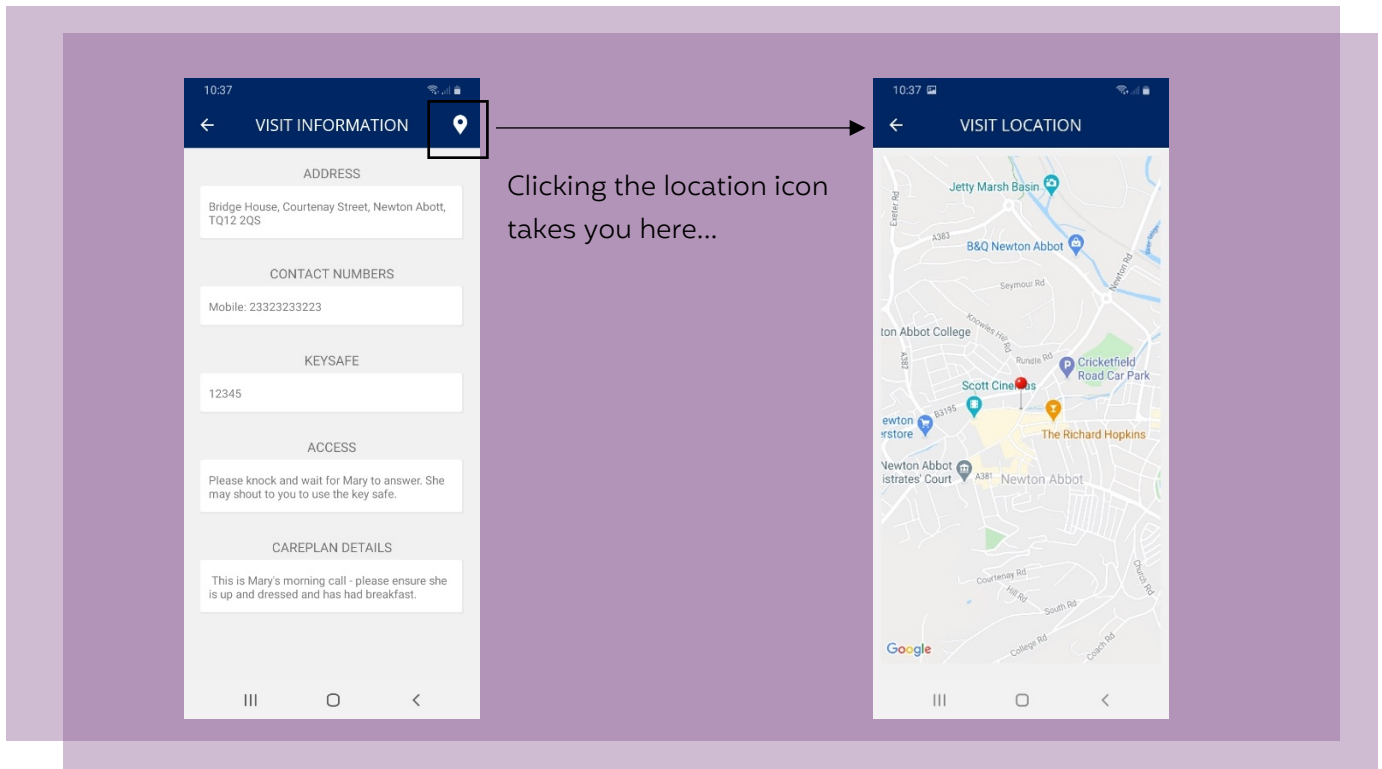 10:37
VISIT INFORMATION
ADDRESS
Bridge House, Courtenay Street, Newton Abott,
TQ12 2QS
CONTACT NUMBERS
Mobile: 23323233223
KEYSAFE
12345
ACCESS
Please knock and wait for Mary to answer. She
may shout to you to use the key safe.
CAREPLAN DETAILS
This is Mary's morning call - please ensure she
is up and dressed and has had breakfast.
Clicking the location icon
takes you here...
10:37
VISIT LOCATION
Jetty Marsh Basin
Exeter Rd
A383
B&Q Newton Abbot
Newton Rd
Seymour Rd
Knowles Hill Rd
ton Abbot College
A382
Rundle Rd
P
Cricketfield
Road Car Park
Scott Cinemas
B3195
ewton
erstore
The Richard Hopkins
Newton Abbot
istrates' Court
A381
Newton Abbot
Courtenay Rd
Hill Rd
South Rd
Church Rd
College Rd
Coach Rd
Google